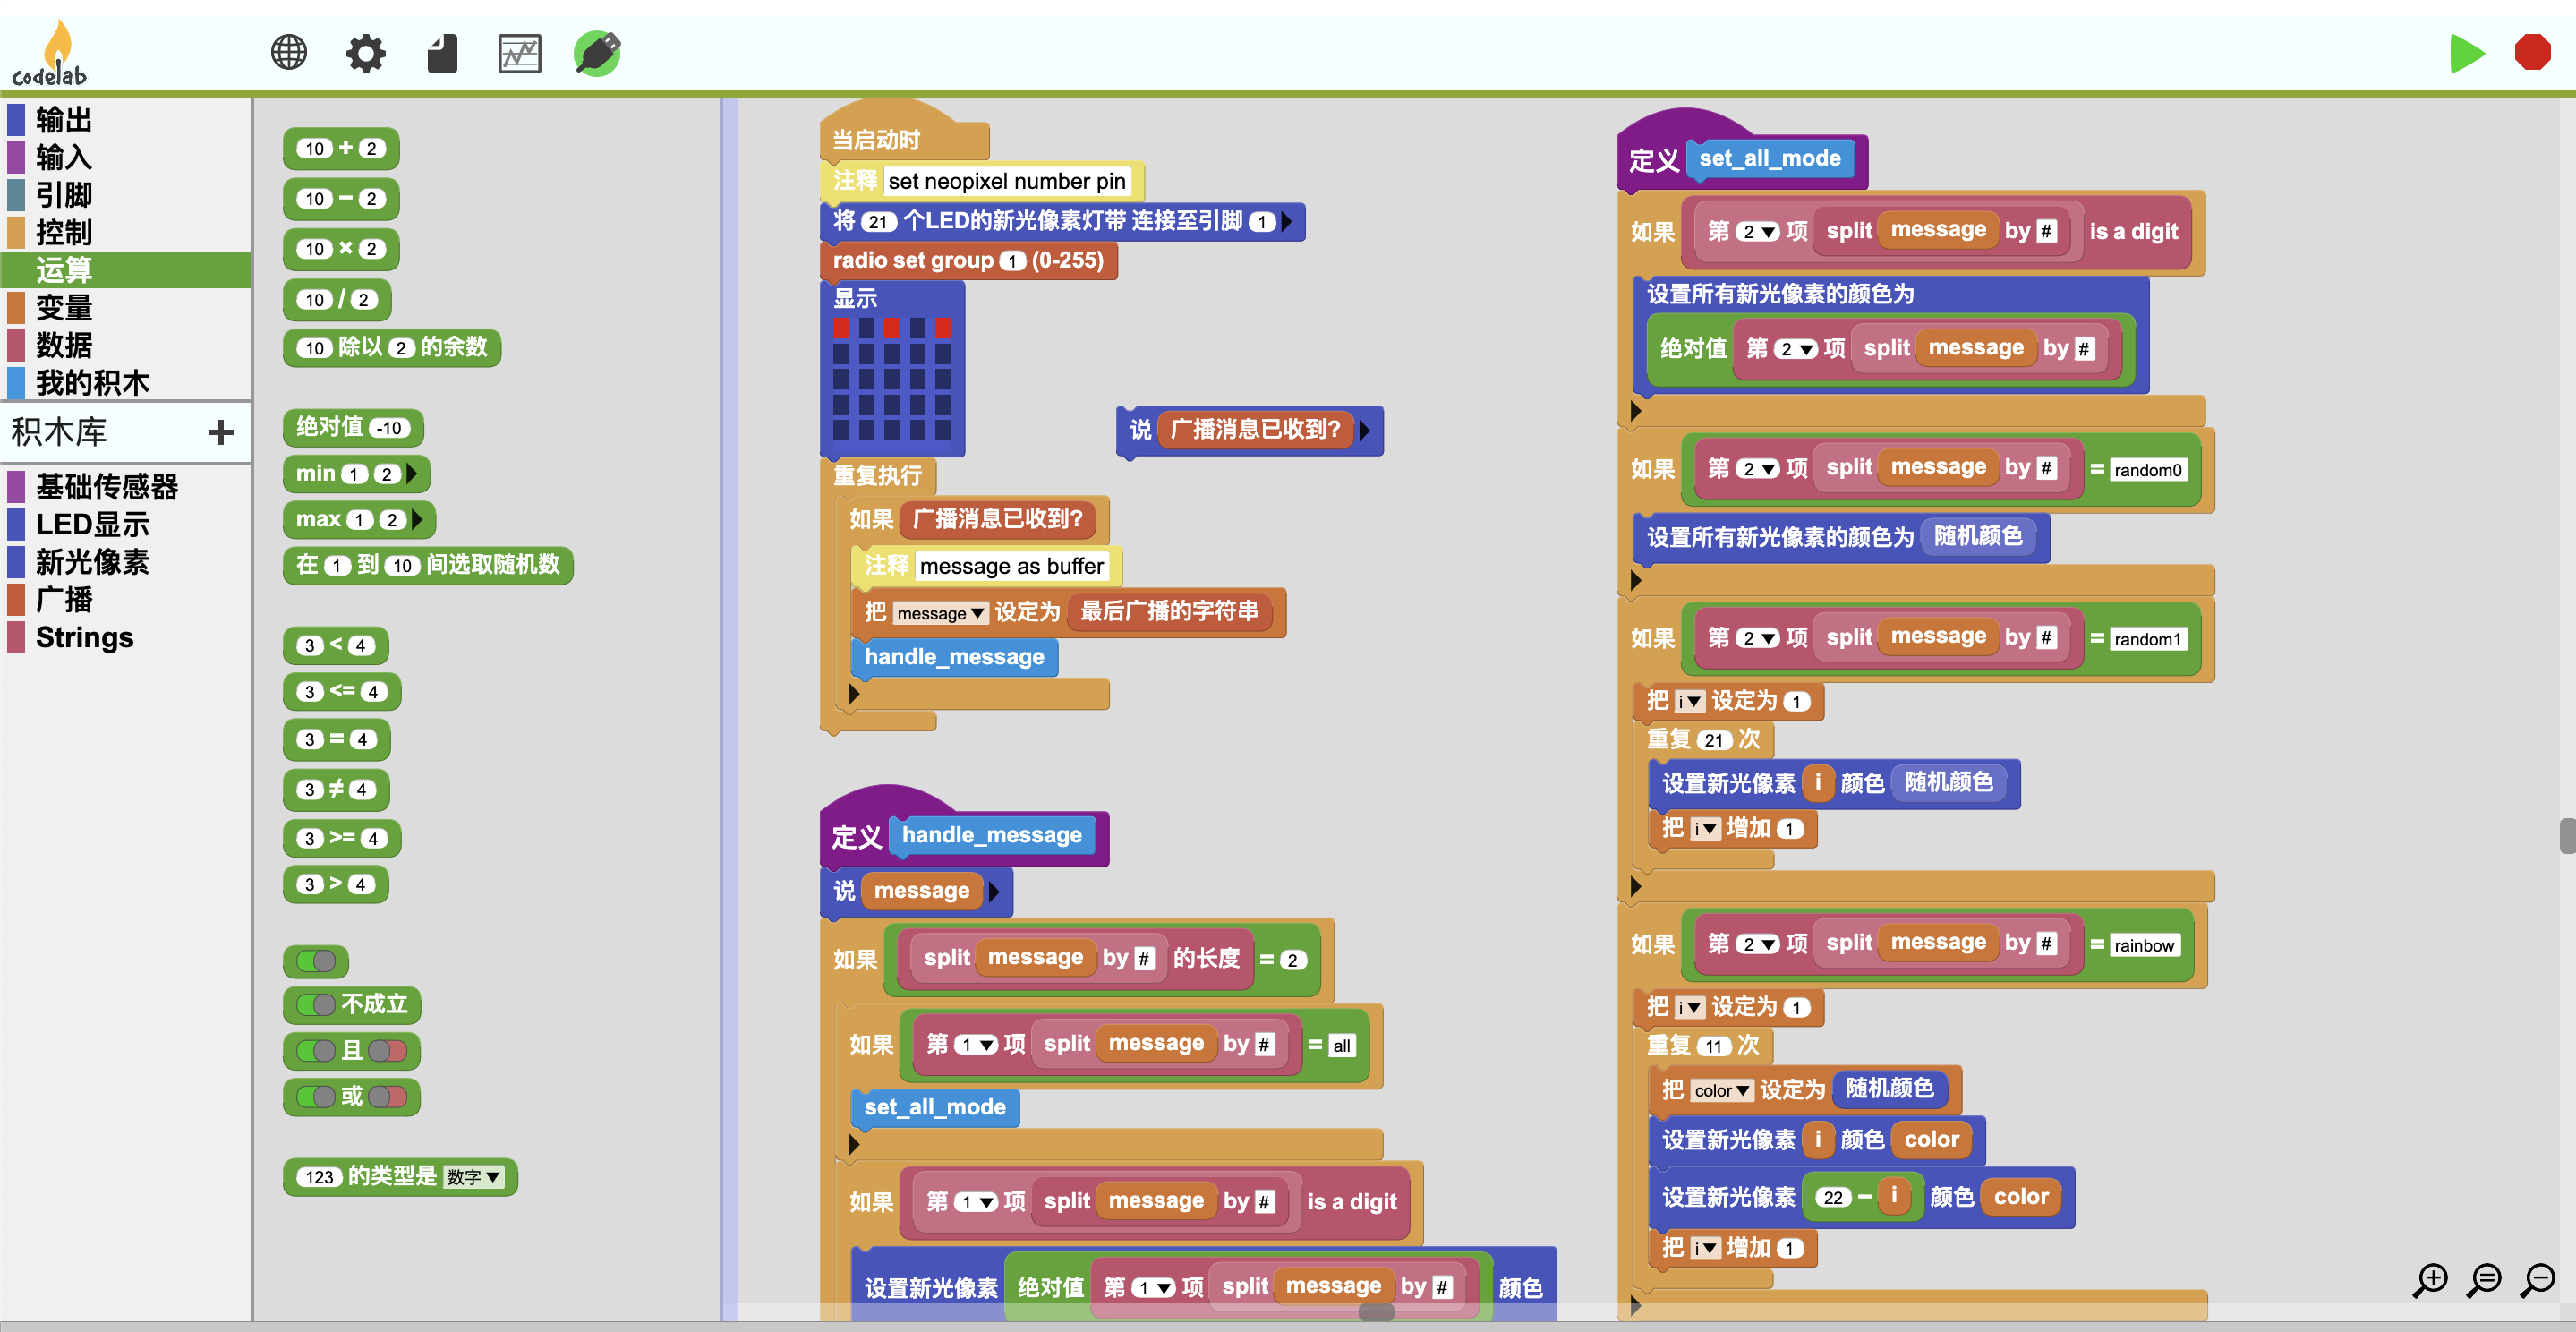 codelab
输出
输入
引脚
控制
运算
变量
数据
我的积木
积木库 +
基础传感器
LED显示
新光像素
广播
Strings
10 + 2
10 − 2
10 × 2
10 / 2
10 除以 2 的余数
绝对值 -10
min 1 2
max 1 2
在 1 到 10 间选取随机数
3 < 4
3 <= 4
3 = 4
3 ≠ 4
3 >= 4
3 > 4
不成立
且
或
123 的类型是 数字
当启动时
注释 set neopixel number pin
将 21 个LED的新光像素灯带 连接至引脚 1
radio set group 1 (0-255)
显示
说 广播消息已收到?
重复执行
如果 广播消息已收到?
注释 message as buffer
把 message 设定为 最后广播的字符串
handle_message
定义 handle_message
说 message
如果 split message by # 的长度 = 2
如果 第 1 项 split message by # = all
set_all_mode
如果 第 1 项 split message by # is a digit
设置新光像素 绝对值 第 1 项 split message by # 颜色
定义 set_all_mode
如果 第 2 项 split message by # is a digit
设置所有新光像素的颜色为
绝对值 第 2 项 split message by #
如果 第 2 项 split message by # = random0
设置所有新光像素的颜色为 随机颜色
如果 第 2 项 split message by # = random1
把 i 设定为 1
重复 21 次
设置新光像素 i 颜色 随机颜色
把 i 增加 1
如果 第 2 项 split message by # = rainbow
把 i 设定为 1
重复 11 次
把 color 设定为 随机颜色
设置新光像素 i 颜色 color
设置新光像素 22 − i 颜色 color
把 i 增加 1